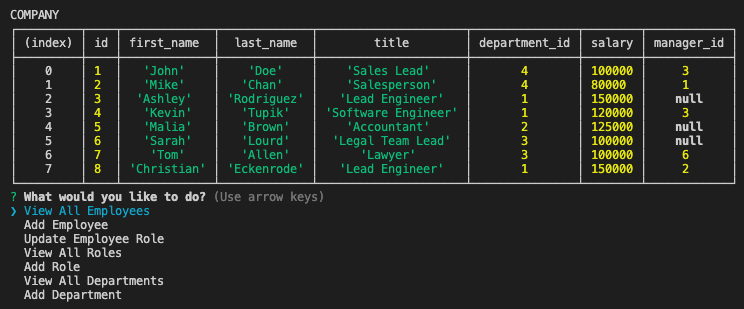 COMPANY
(index) id first_name last_name title department_id salary manager_id
0 1 'John' 'Doe' 'Sales Lead' 4 100000 3
1 2 'Mike' 'Chan' 'Salesperson' 4 80000 1
2 3 'Ashley' 'Rodriguez' 'Lead Engineer' 1 150000 null
3 4 'Kevin' 'Tupik' 'Software Engineer' 1 120000 3
4 5 'Malia' 'Brown' 'Accountant' 2 125000 null
5 6 'Sarah' 'Lourd' 'Legal Team Lead' 3 100000 null
6 7 'Tom' 'Allen' 'Lawyer' 3 100000 6
7 8 'Christian' 'Eckenrode' 'Lead Engineer' 1 150000 2
? What would you like to do? (Use arrow keys)
❯ View All Employees
Add Employee
Update Employee Role
View All Roles
Add Role
View All Departments
Add Department